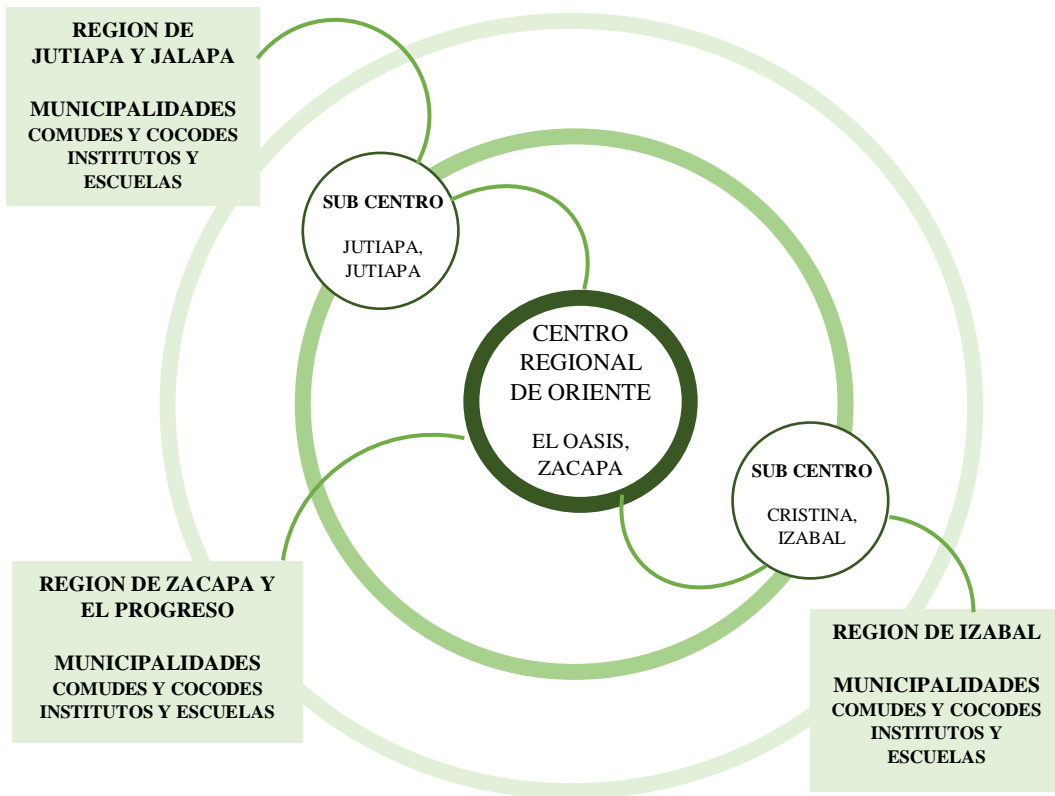 REGION DE
JUTIAPA Y JALAPA
MUNICIPALIDADES
COMUDES Y COCODES
INSTITUTOS Y
ESCUELAS
SUB CENTRO
JUTIAPA,
JUTIAPA
CENTRO
REGIONAL
DE ORIENTE
EL OASIS,
ZACAPA
SUB CENTRO
CRISTINA,
IZABAL
REGION DE ZACAPA Y
EL PROGRESO
MUNICIPALIDADES
COMUDES Y COCODES
INSTITUTOS Y ESCUELAS
REGION DE IZABAL
MUNICIPALIDADES
COMUDES Y COCODES
INSTITUTOS Y
ESCUELAS